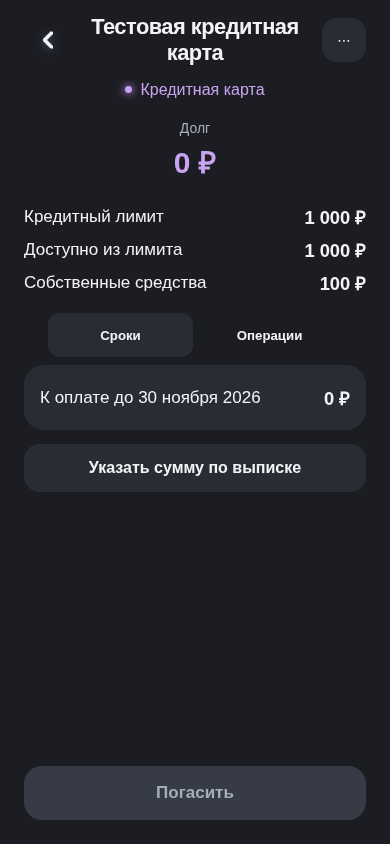 Тестовая кредитная
карта
...
Кредитная карта
Долг
0 ₽
Кредитный лимит 1 000 ₽
Доступно из лимита 1 000 ₽
Собственные средства 100 ₽
Сроки Операции
К оплате до 30 ноября 2026 0 ₽
Указать сумму по выписке
Погасить